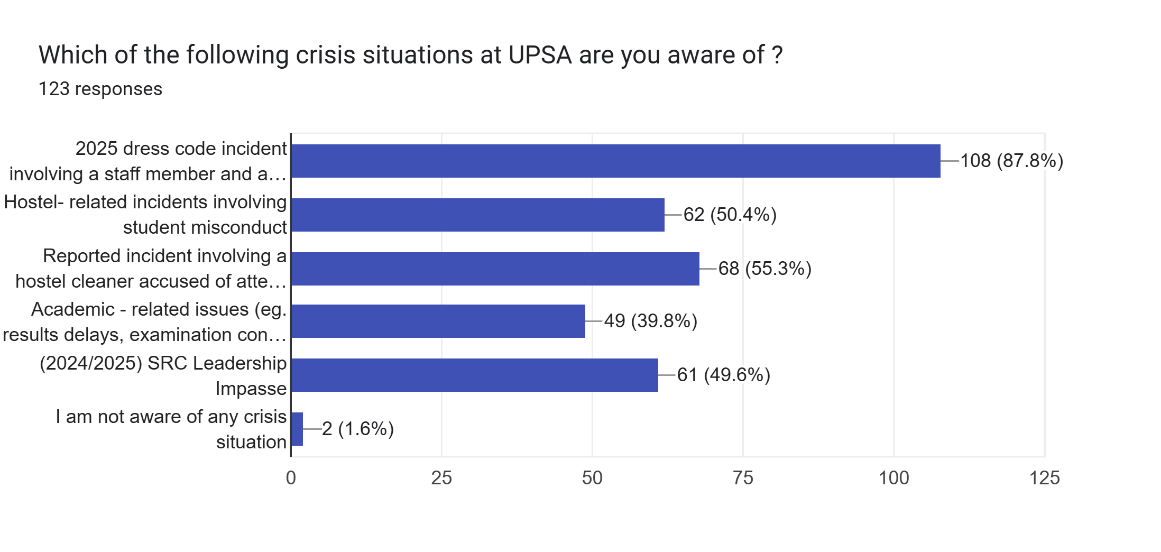 Which of the following crisis situations at UPSA are you aware of ?
123 responses
2025 dress code incident
involving a staff member and a…
108 (87.8%)
Hostel- related incidents involving
student misconduct
62 (50.4%)
Reported incident involving a
hostel cleaner accused of atte…
68 (55.3%)
Academic - related issues (eg.
results delays, examination con…
49 (39.8%)
(2024/2025) SRC Leadership
Impasse
61 (49.6%)
I am not aware of any crisis
situation
2 (1.6%)
0 25 50 75 100 125